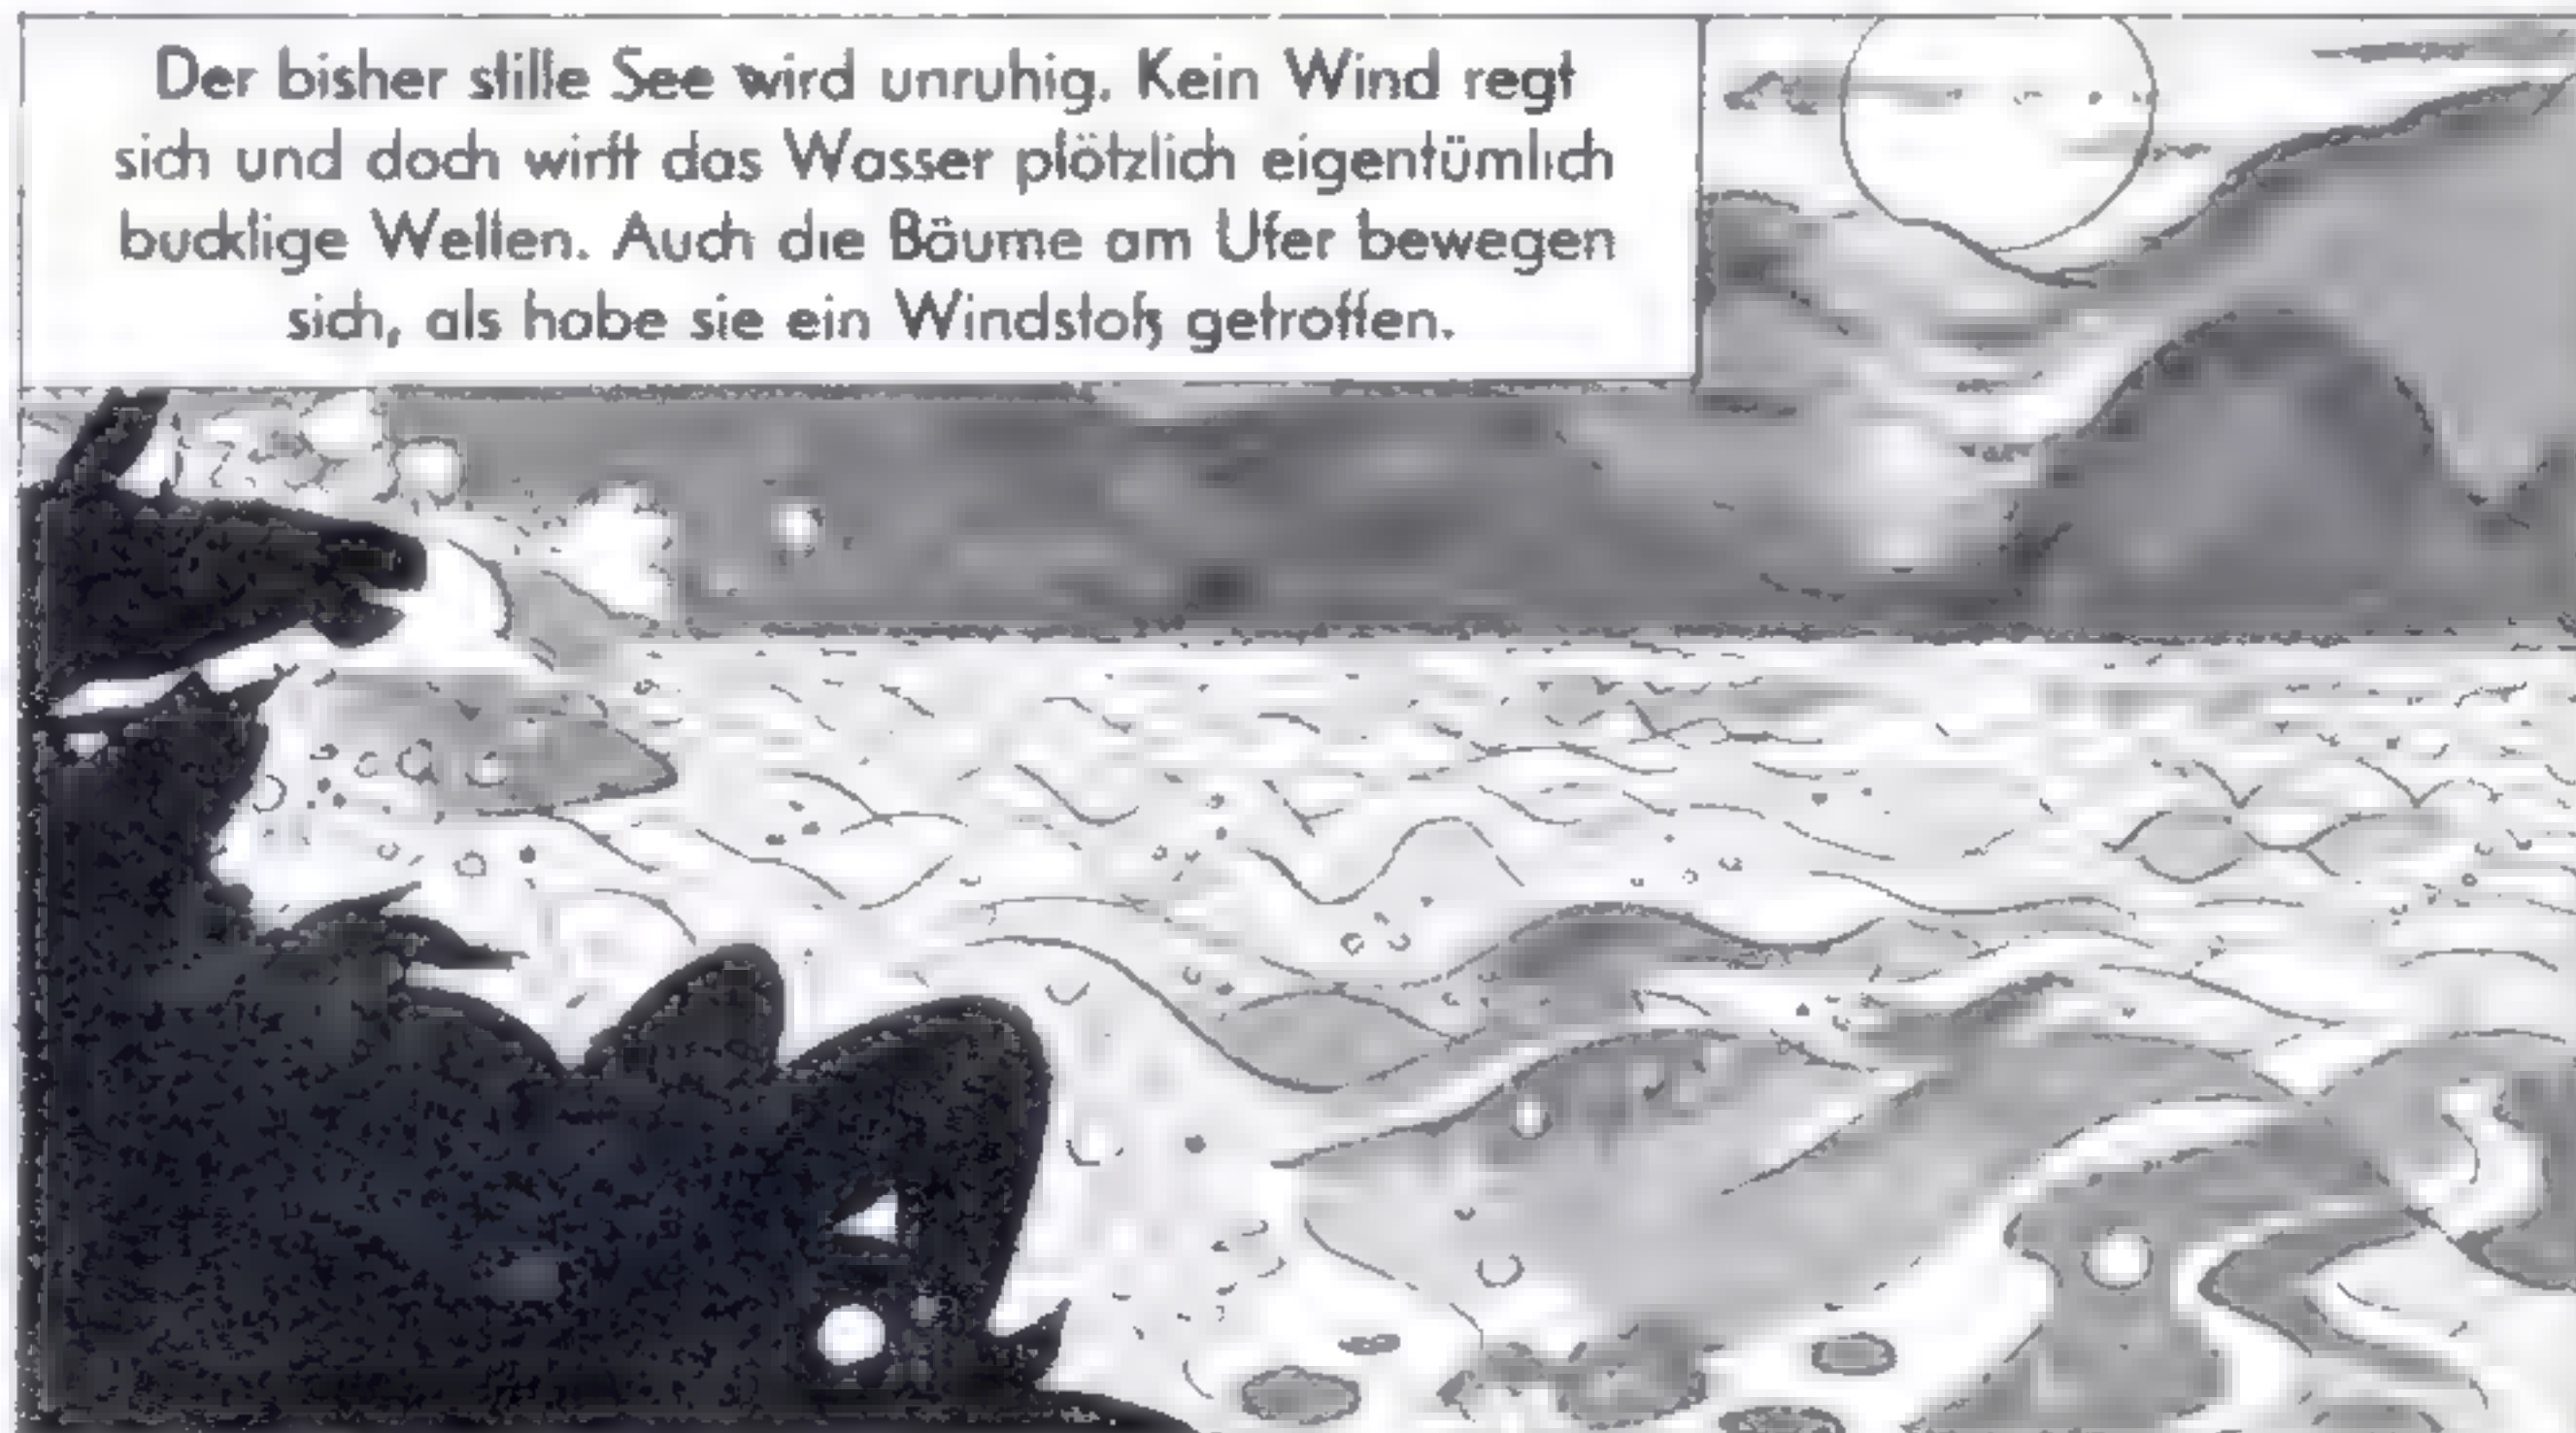 Der bisher stille See wird unruhig. Kein Wind regt
sich und doch wirft das Wasser plötzlich eigentümlich
bucklige Wellen. Auch die Bäume am Ufer bewegen
sich, als habe sie ein Windstoß getroffen.